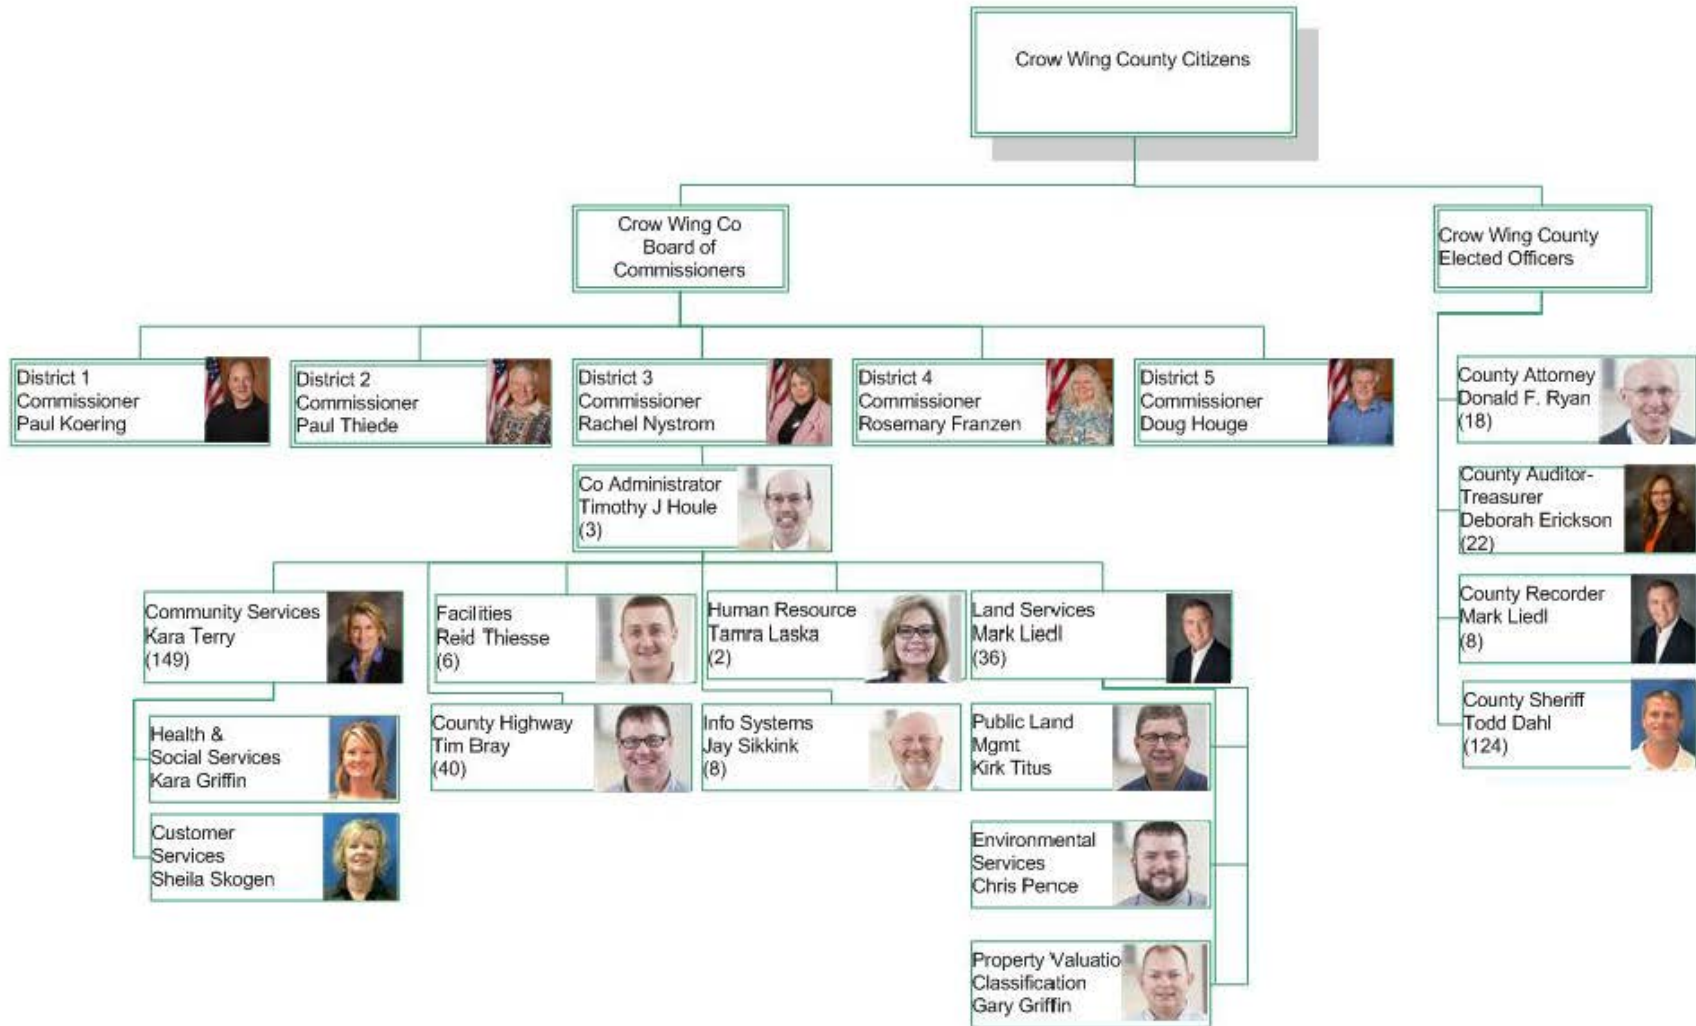 Crow Wing County Citizens
Crow Wing Co
Board of
Commissioners
Crow Wing County
Elected Officers
District 1
Commissioner
Paul Koering
District 2
Commissioner
Paul Thiede
District 3
Commissioner
Rachel Nystrom
District 4
Commissioner
Rosemary Franzen
District 5
Commissioner
Doug Houge
County Attorney
Donald F. Ryan
(18)
Co Administrator
Timothy J Houle
(3)
County Auditor-
Treasurer
Deborah Erickson
(22)
Community Services
Kara Terry
(149)
Facilities
Reid Thiesse
(6)
Human Resource
Tamra Laska
(2)
Land Services
Mark Liedl
(36)
County Recorder
Mark Liedl
(8)
Health &
Social Services
Kara Griffin
County Highway
Tim Bray
(40)
Info Systems
Jay Sikkink
(8)
Public Land
Mgmt
Kirk Titus
County Sheriff
Todd Dahl
(124)
Customer
Services
Sheila Skogen
Environmental
Services
Chris Pence
Property Valuatio
Classification
Gary Griffin